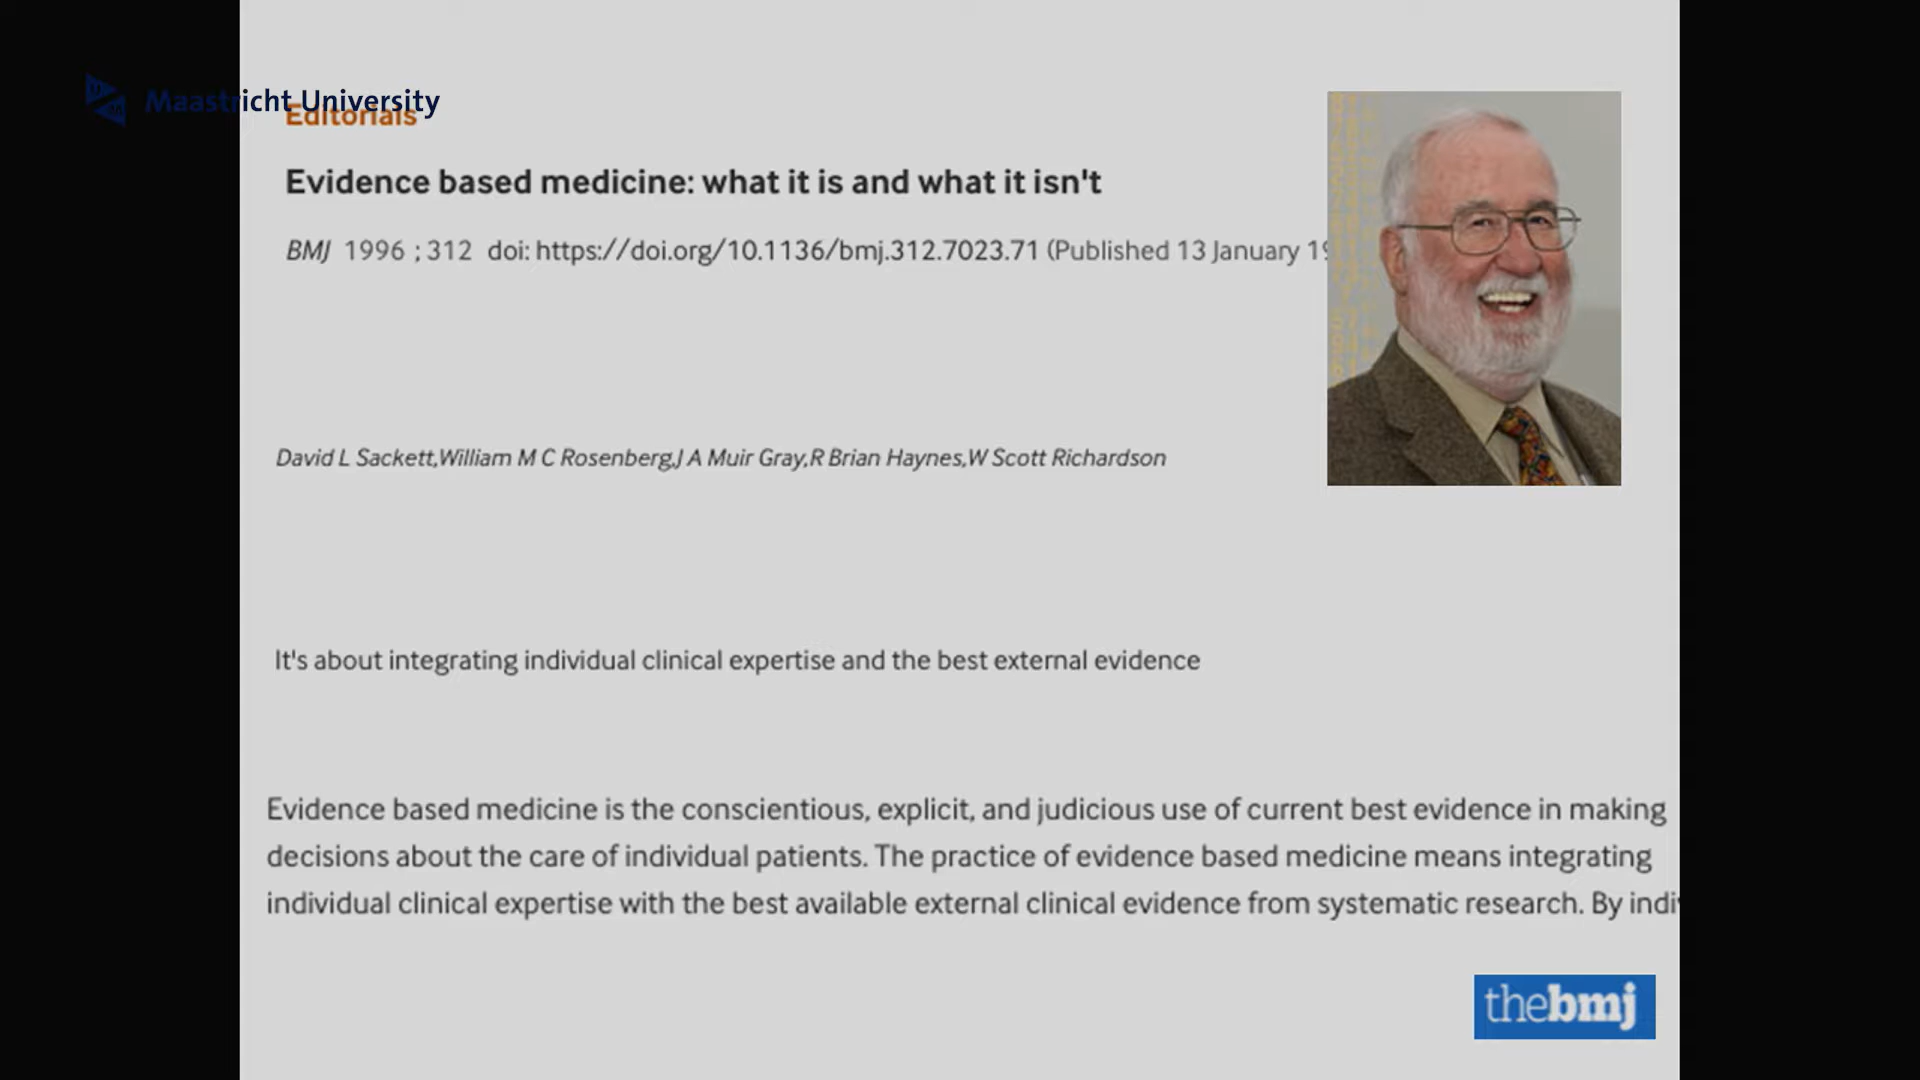 Maastricht University
Editorials
Evidence based medicine: what it is and what it isn't
BMJ 1996 ; 312 doi: https://doi.org/10.1136/bmj.312.7023.71 (Published 13 January 19
David L Sackett,William M C Rosenberg,J A Muir Gray,R Brian Haynes,W Scott Richardson
It's about integrating individual clinical expertise and the best external evidence
Evidence based medicine is the conscientious, explicit, and judicious use of current best evidence in making
decisions about the care of individual patients. The practice of evidence based medicine means integrating
individual clinical expertise with the best available external clinical evidence from systematic research. By indi
thebmj